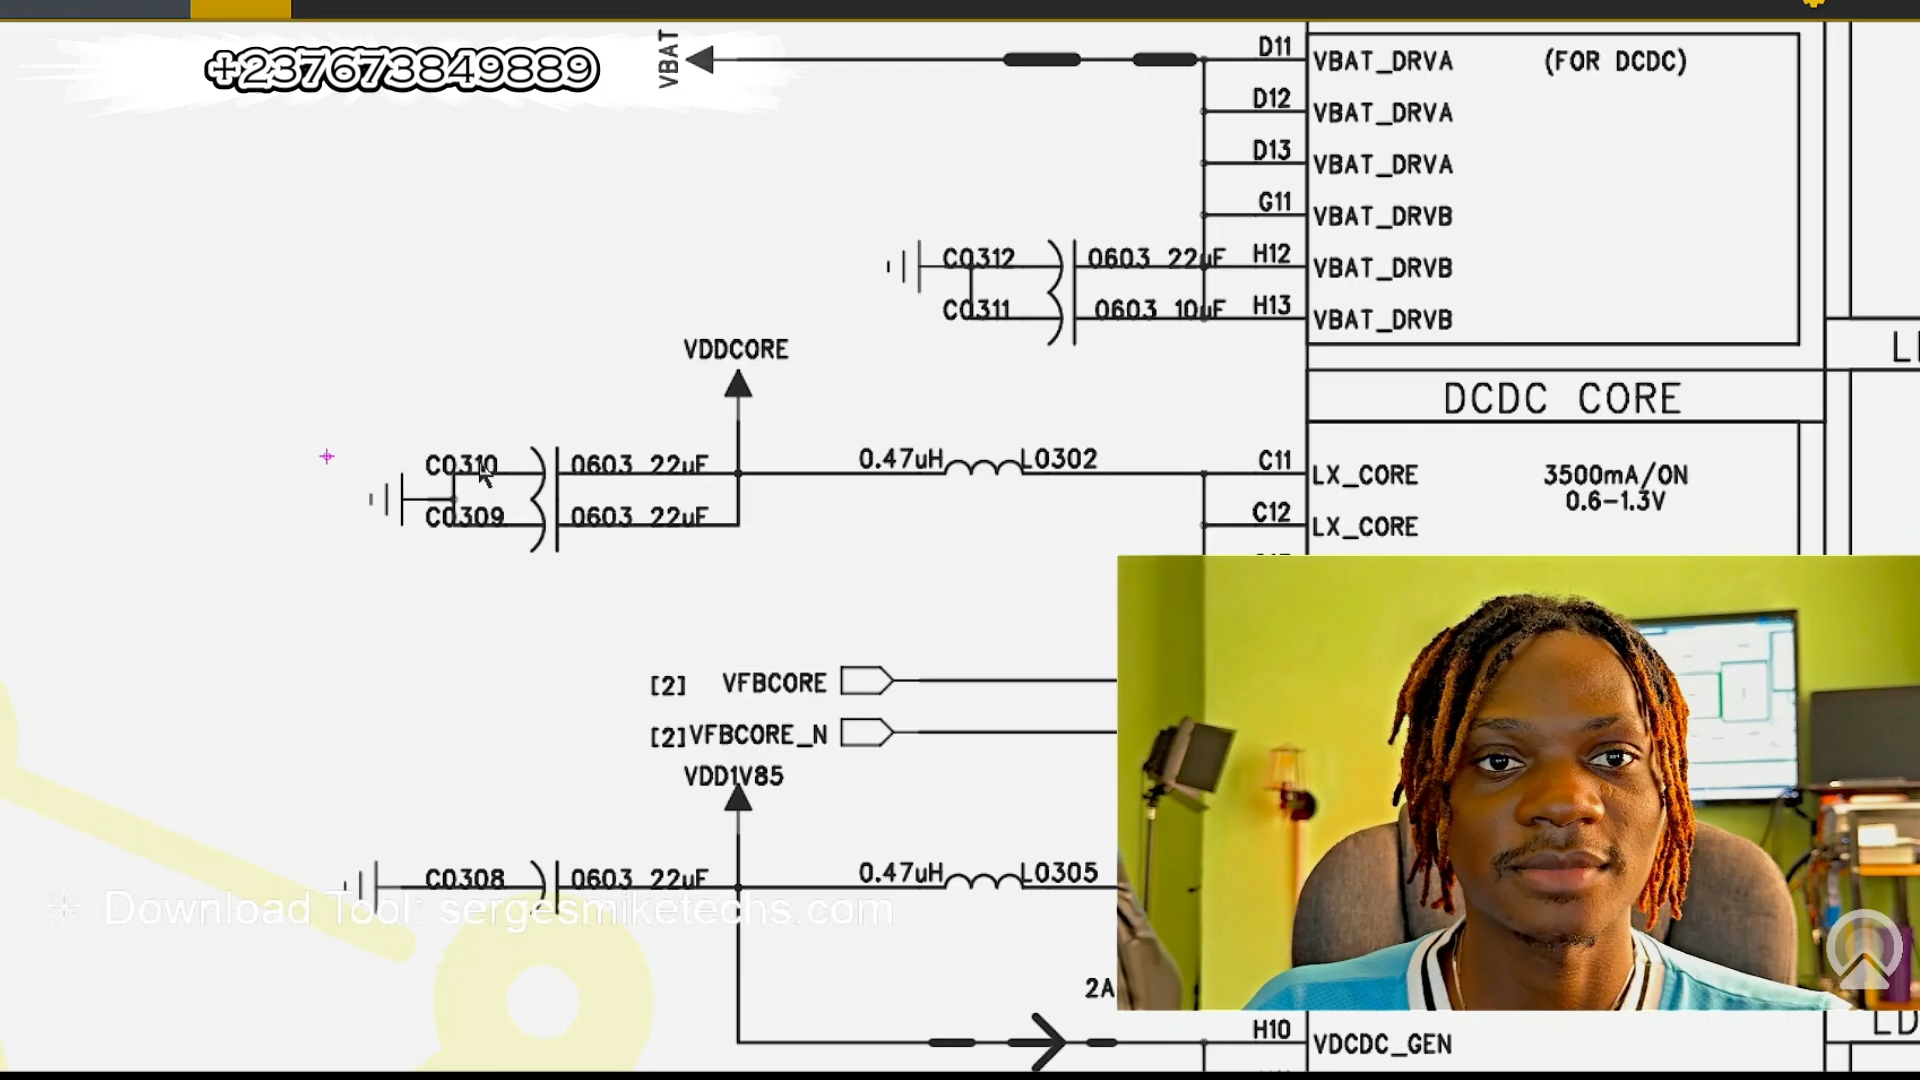 +237673849889
VBAT
D11 VBAT_DRVA (FOR DCDC)
D12 VBAT_DRVA
D13 VBAT_DRVA
G11 VBAT_DRVB
C0312 0603 22uF H12 VBAT_DRVB
C0311 0603 10uF H13 VBAT_DRVB
VDDCORE
DCDC CORE
C0310 0603 22uF 0.47uH L0302 C11 LX_CORE 3500mA/ON
0.6-1.3V
C0309 0603 22uF C12 LX_CORE
[2] VFBCORE
[2] VFBCORE_N
VDD1V85
C0308 0603 22uF 0.47uH L0305
Download Tool: sergesmiketechs.com
2A
H10 VDCDC_GEN